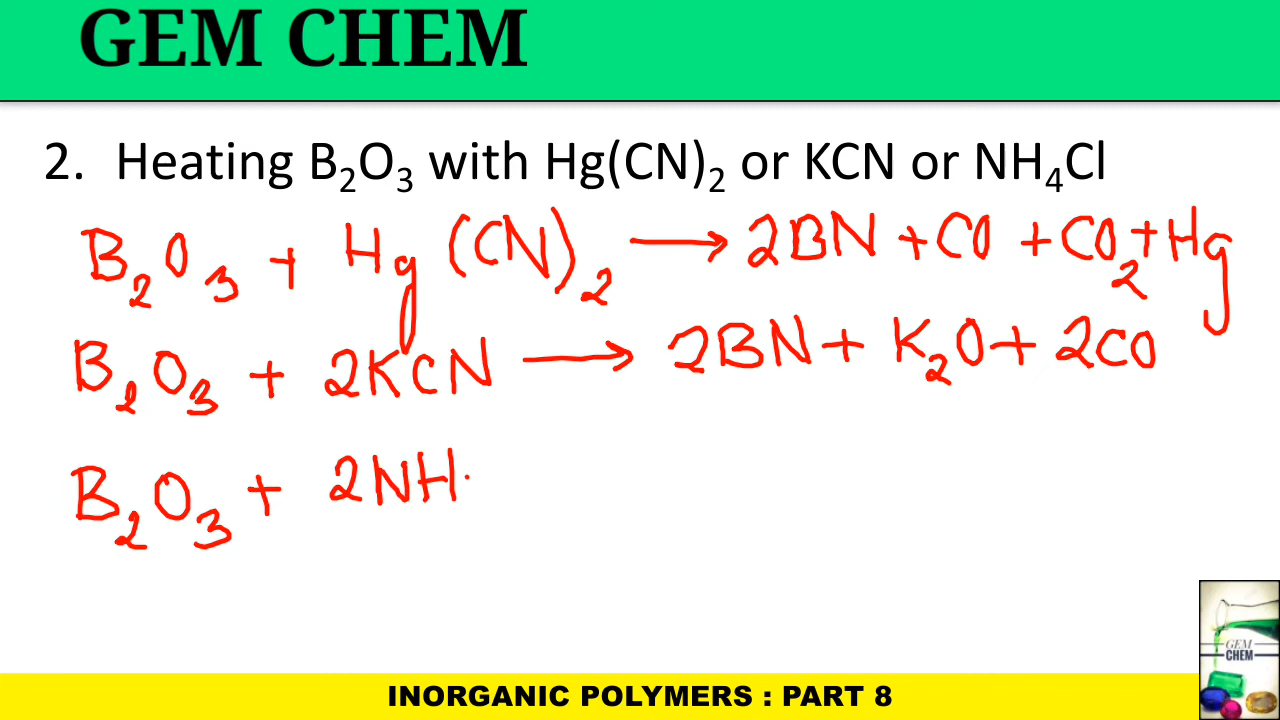 GEM CHEM
2. Heating B₂O₃ with Hg(CN)₂ or KCN or NH₄Cl
B₂O₃ + Hg(CN)₂ → 2BN + CO + CO₂ + Hg
B₂O₃ + 2KCN → 2BN + K₂O + 2CO
B₂O₃ + 2NH
GEM
CHEM
INORGANIC POLYMERS : PART 8